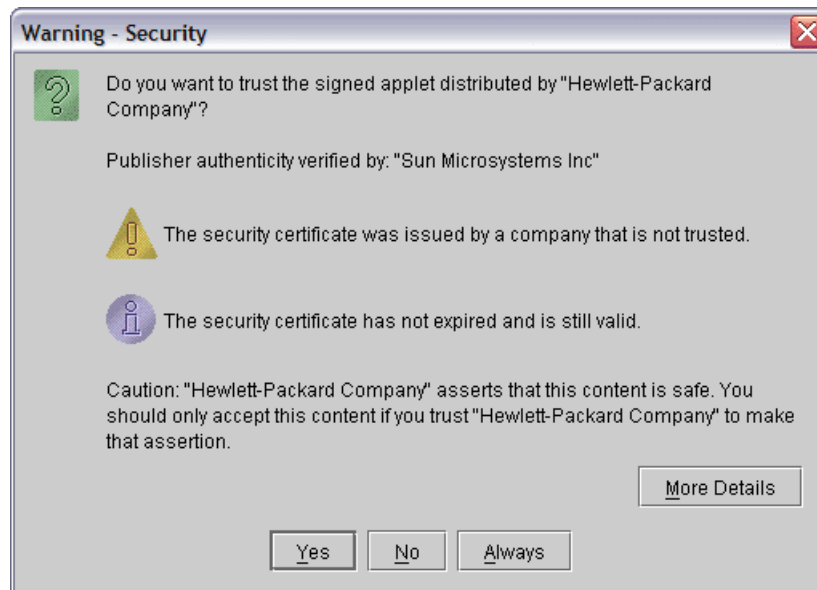 Warning - Security
Do you want to trust the signed applet distributed by "Hewlett-Packard
Company"?
Publisher authenticity verified by: "Sun Microsystems Inc"
The security certificate was issued by a company that is not trusted.
The security certificate has not expired and is still valid.
Caution: "Hewlett-Packard Company" asserts that this content is safe. You
should only accept this content if you trust "Hewlett-Packard Company" to make
that assertion.
More Details
Yes No Always